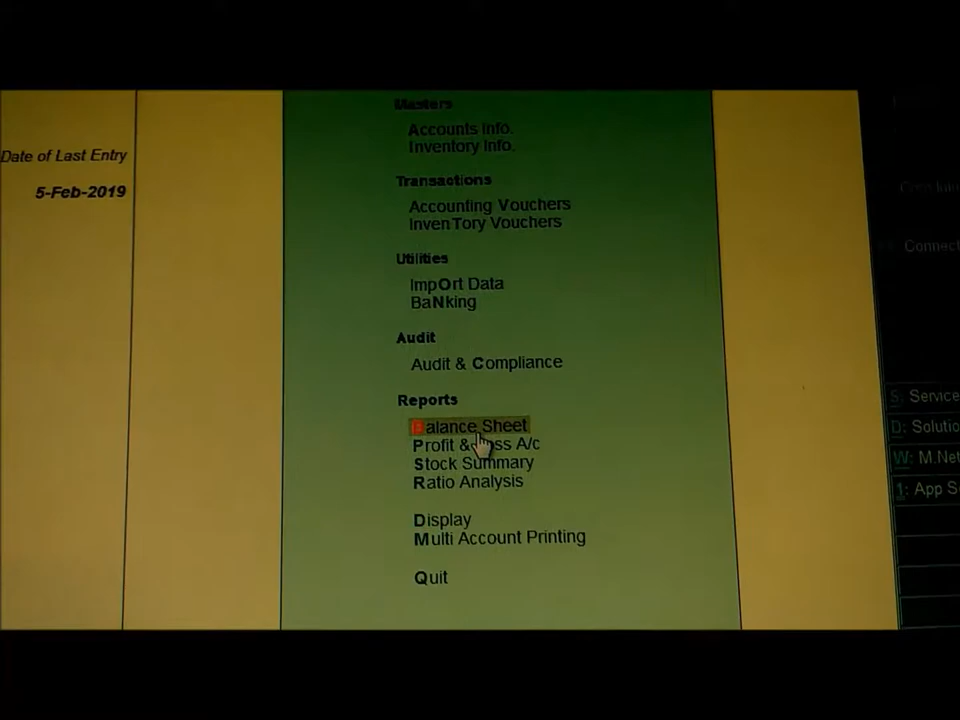 Masters
Accounts Info.
Inventory Info.
Date of Last Entry
5-Feb-2019
Transactions
Accounting Vouchers
InvenTory Vouchers
Utilities
ImpOrt Data
BaNking
Audit
Audit & Compliance
Reports
Balance Sheet
Profit & Loss A/c
Stock Summary
Ratio Analysis
Display
Multi Account Printing
Quit
Connect
S: Service
D: Solutio
W: M.Net
1: App S